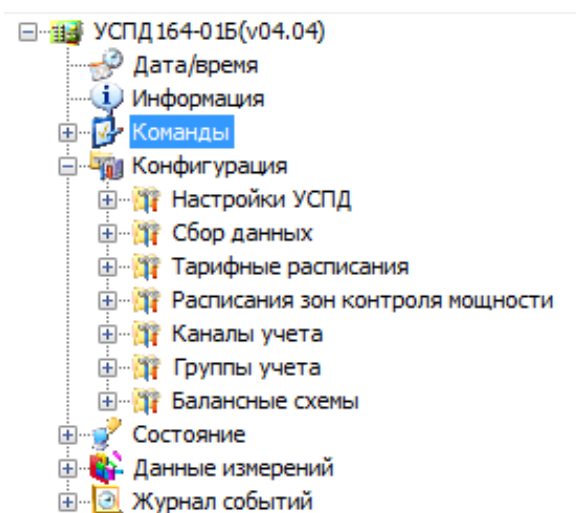 УСПД 164-01Б(v04.04)
Дата/время
Информация
Команды
Конфигурация
Настройки УСПД
Сбор данных
Тарифные расписания
Расписания зон контроля мощности
Каналы учета
Группы учета
Балансные схемы
Состояние
Данные измерений
Журнал событий